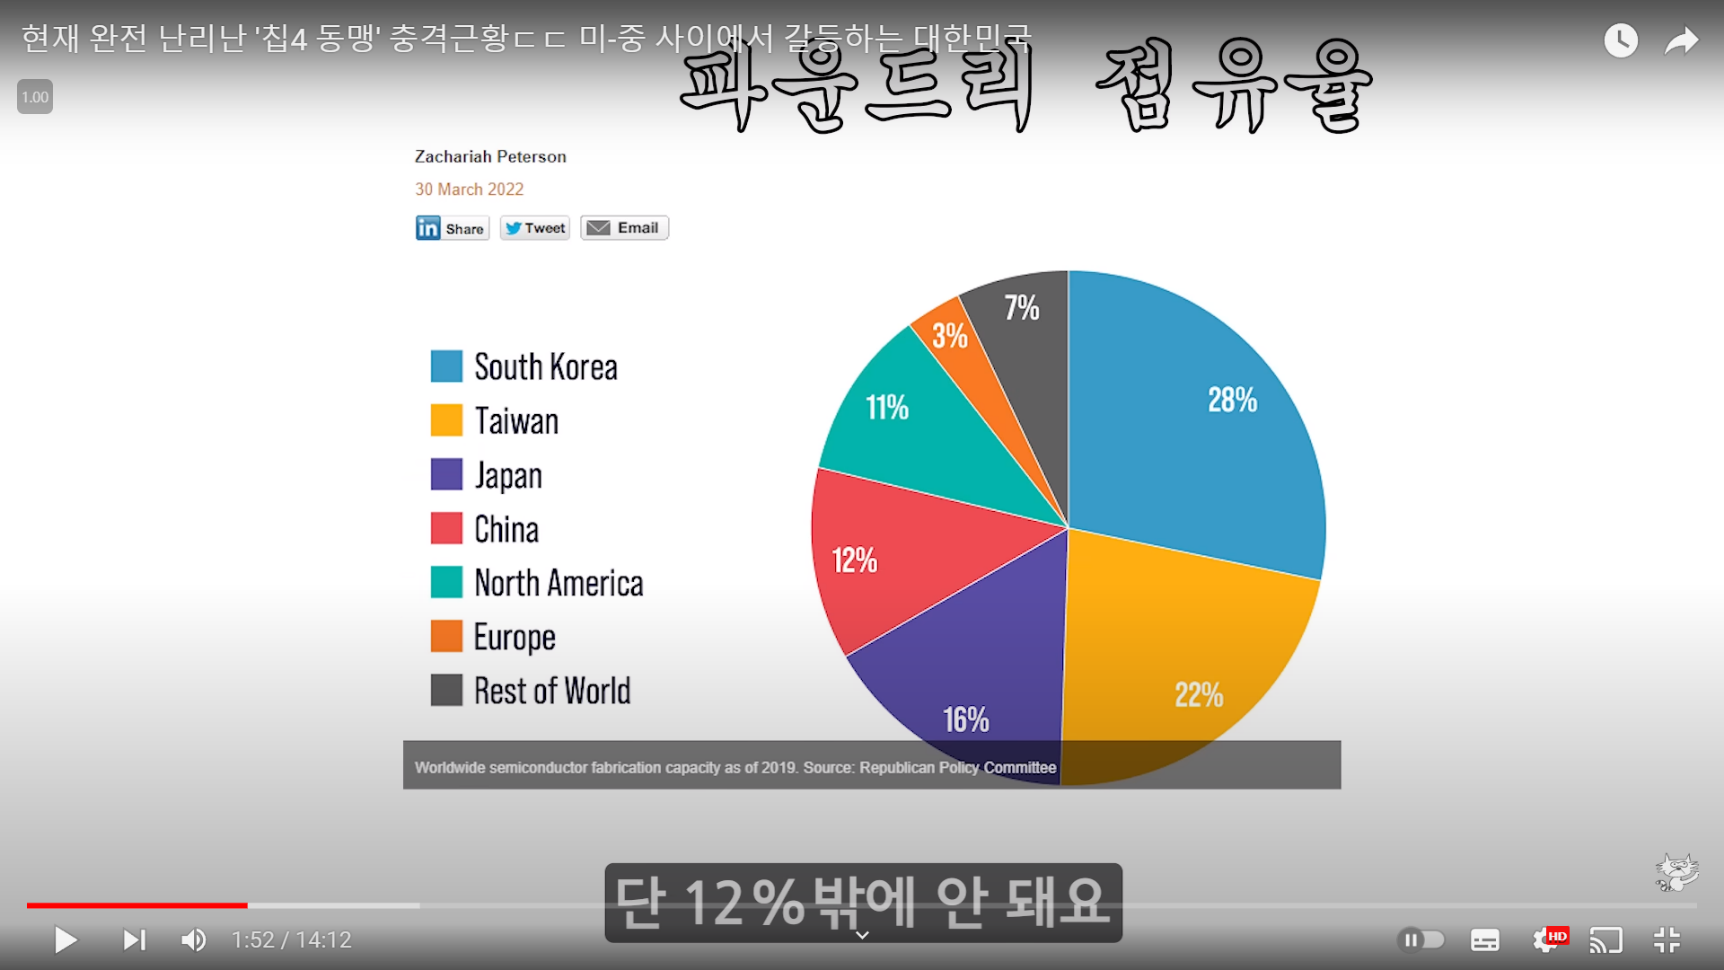 현재 완전 난리난 '칩4 동맹' 충격근황ㄷㄷ 미-중 사이에서 갈등하는 대한민국
파운드리 점유율
1.00
Zachariah Peterson
30 March 2022
in Share Tweet Email
South Korea
Taiwan
Japan
China
North America
Europe
Rest of World
7%
3%
28%
11%
12%
22%
16%
Worldwide semiconductor fabrication capacity as of 2019. Source: Republican Policy Committee
단 12%밖에 안 돼요
1:52 / 14:12
HD